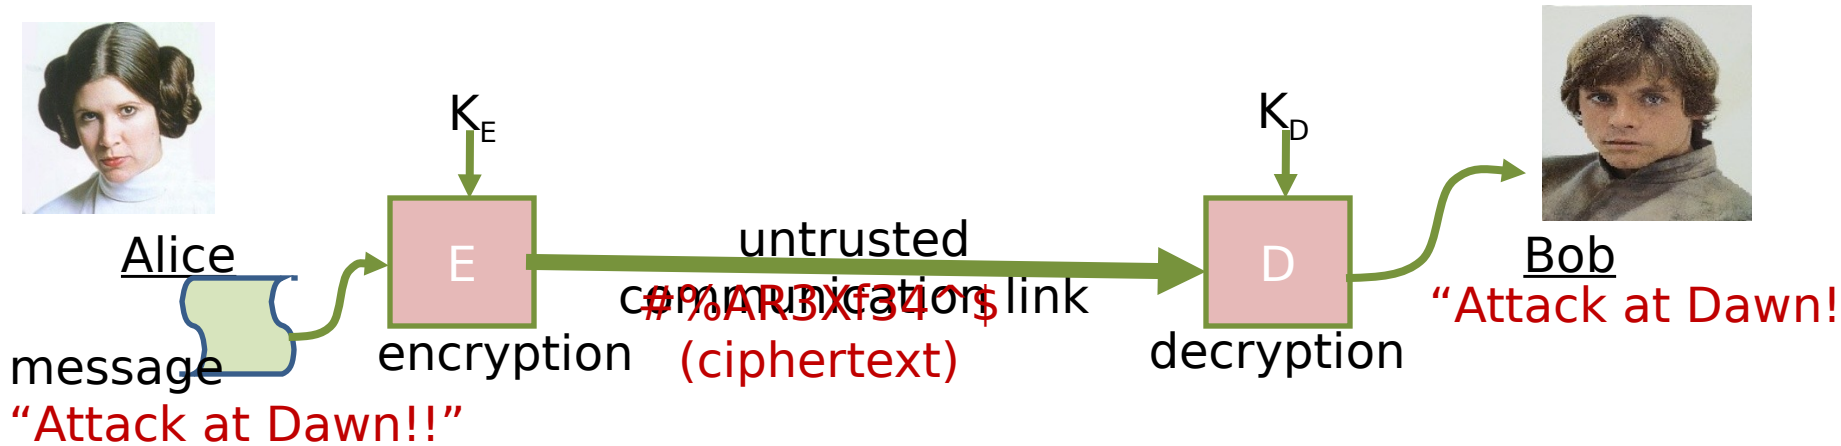 K_E
K_D
Alice
E
untrusted
communication link
#%AR3Xf34^$
(ciphertext)
D
Bob
“Attack at Dawn!
message
encryption
decryption
“Attack at Dawn!!”